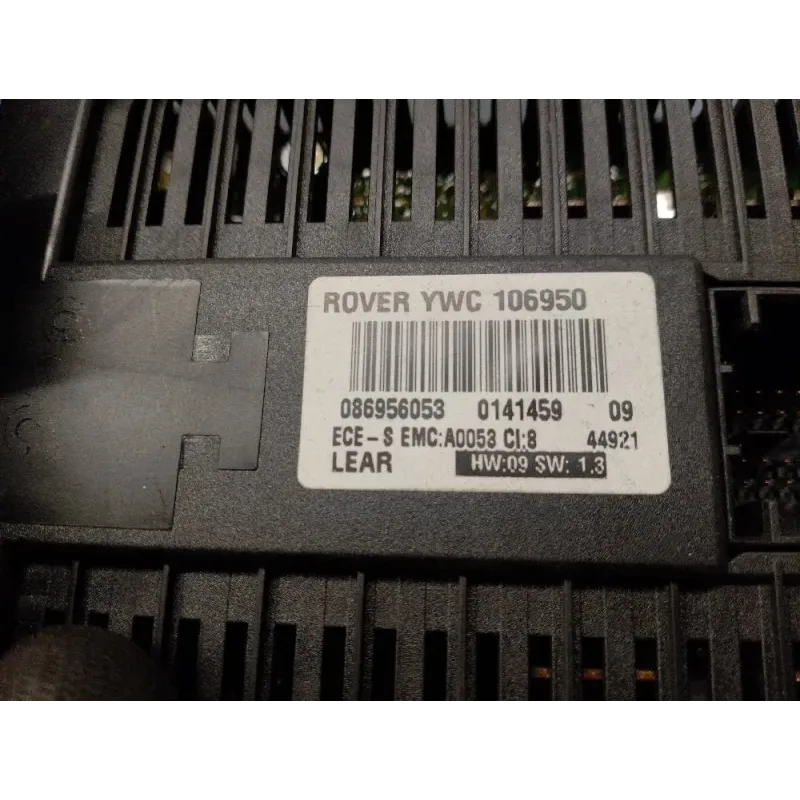 ROVER YWC 106950
086956053 0141459 09
ECE-S EMC:A0053 CI:8 44921
LEAR HW:09 SW: 1.3